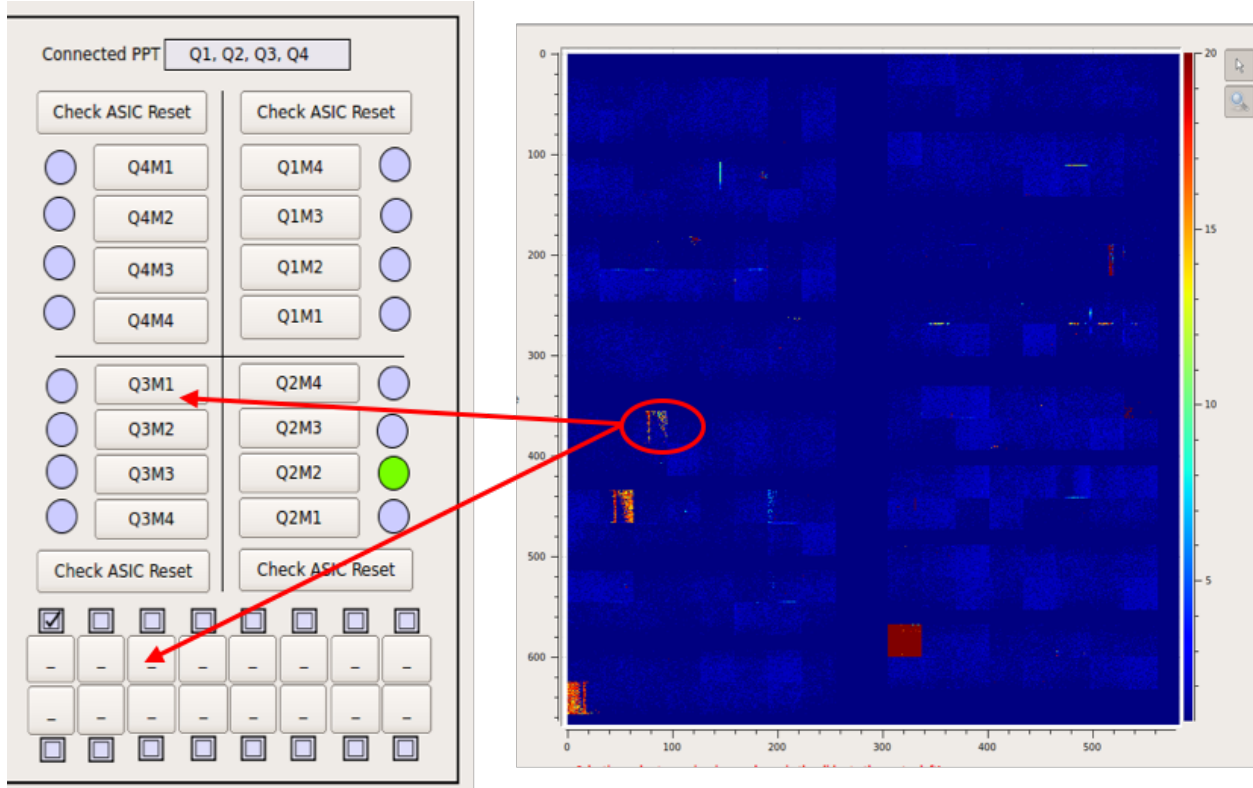 Connected PPT Q1, Q2, Q3, Q4
Check ASIC Reset Check ASIC Reset
Q4M1 Q1M4
Q4M2 Q1M3
Q4M3 Q1M2
Q4M4 Q1M1
Q3M1 Q2M4
Q3M2 Q2M3
Q3M3 Q2M2
Q3M4 Q2M1
Check ASIC Reset Check ASIC Reset
_ _ _ _ _ _ _ _
_ _ _ _ _ _ _ _
0
100
200
300
400
500
600
0 100 200 300 400 500
20
15
10
5